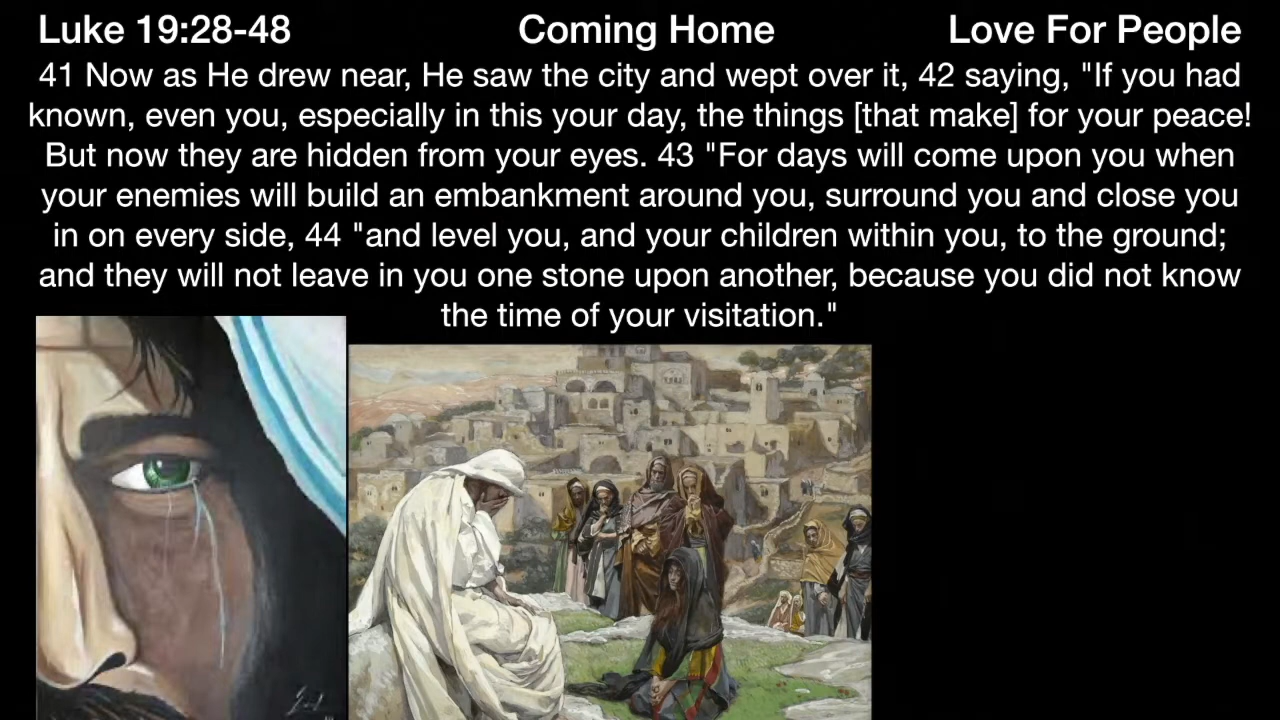 Luke 19:28-48 Coming Home Love For People
41 Now as He drew near, He saw the city and wept over it, 42 saying, "If you had
known, even you, especially in this your day, the things [that make] for your peace!
But now they are hidden from your eyes. 43 "For days will come upon you when
your enemies will build an embankment around you, surround you and close you
in on every side, 44 "and level you, and your children within you, to the ground;
and they will not leave in you one stone upon another, because you did not know
the time of your visitation."